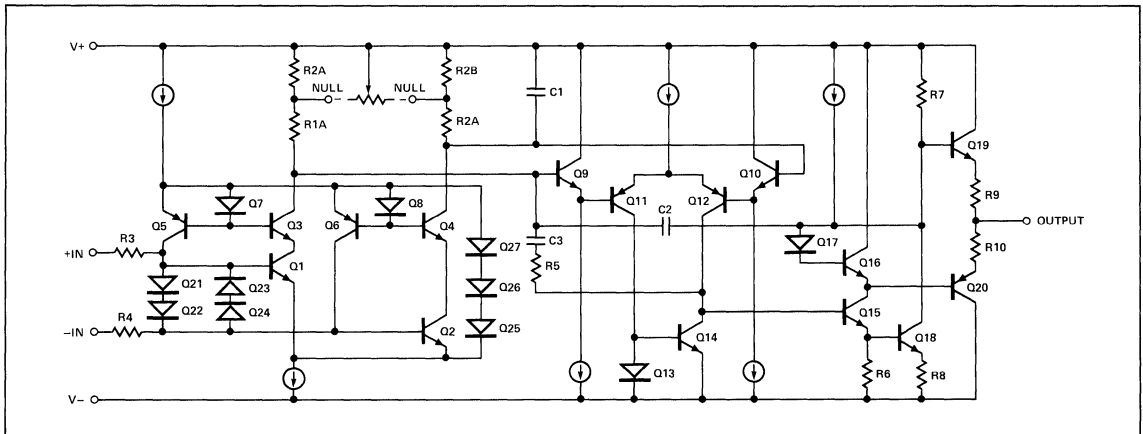 V+
R2A
NULL
NULL
R2B
R1A
R2A
C1
R7
Q19
Q9
Q10
Q11
Q12
R9
OUTPUT
Q7
Q8
Q5
Q3
Q6
Q4
C2
C3
R5
Q17
Q16
R10
Q20
+IN
R3
Q1
Q27
Q26
Q25
Q21
Q22
Q23
Q24
-IN
R4
Q2
Q15
Q14
Q18
Q13
R6
R8
V-